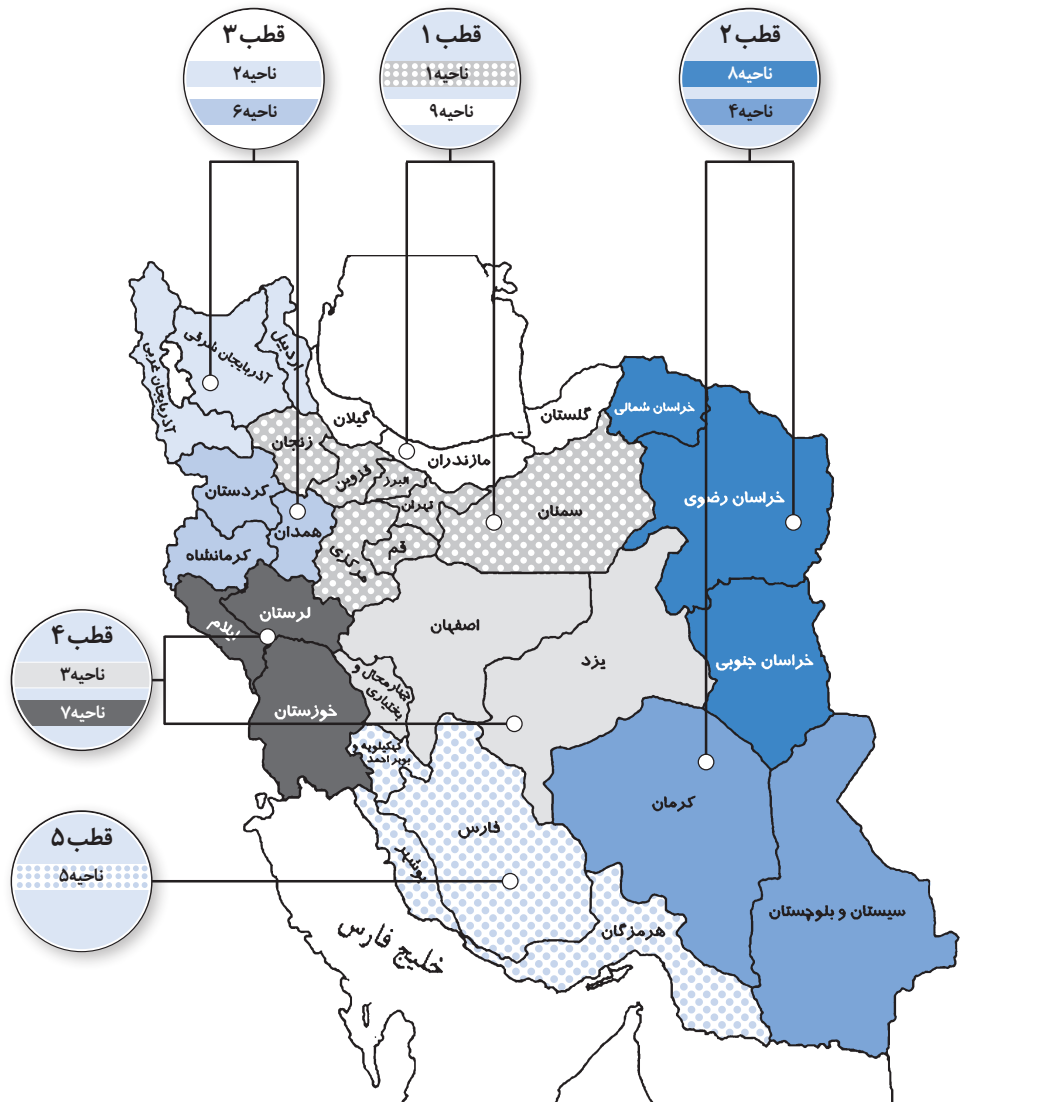 قطب ۲
ناحیه۸
ناحیه۴
قطب ۱
ناحیه۱
ناحیه۹
قطب ۳
ناحیه۲
ناحیه۶
اردبیل
آذربایجان شرقی
آذربایجان غربی
خراسان شمالی
گلستان
گیلان
مازندران
زنجان
قزوین
البرز
تهران
سمنان
خراسان رضوی
کردستان
همدان
کرمانشاه
مرکزی
قم
لرستان
ایلام
اصفهان
یزد
خراسان جنوبی
قطب ۴
ناحیه۳
ناحیه۷
چهارمحال و
بختیاری
خوزستان
کهکیلویه و
بویر احمد
کرمان
فارس
بوشهر
قطب ۵
ناحیه۵
سیستان و بلوچستان
هرمزگان
خلیج فارس